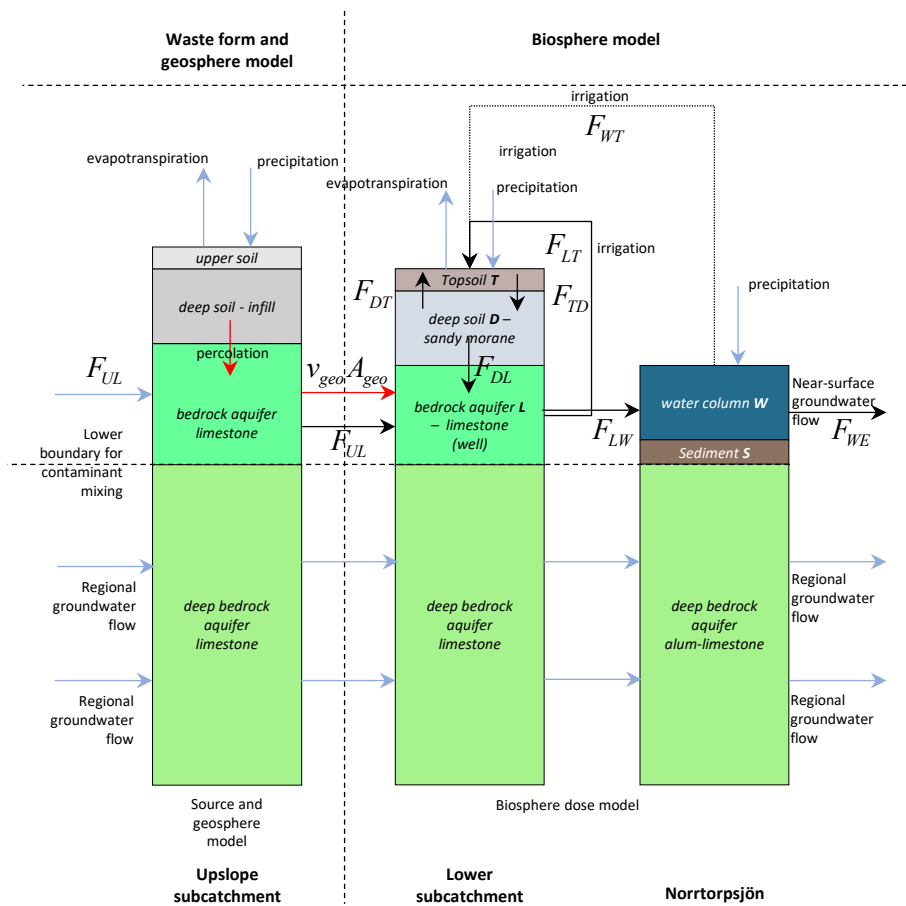 Waste form and
geosphere model
Biosphere model
irrigation
F_WT
irrigation
evapotranspiration
precipitation
evapotranspiration
precipitation
upper soil
F_LT
irrigation
Topsoil T
F_DT
F_TD
deep soil - infill
deep soil D –
sandy morane
precipitation
percolation
F_UL
v_geo A_geo
F_DL
bedrock aquifer
limestone
bedrock aquifer L
– limestone
(well)
water column W
Near-surface
groundwater
flow
F_UL
F_LW
F_WE
Lower
boundary for
contaminant
mixing
Sediment S
Regional
groundwater
flow
deep bedrock
aquifer
limestone
deep bedrock
aquifer
limestone
deep bedrock
aquifer
alum-limestone
Regional
groundwater
flow
Regional
groundwater
flow
Regional
groundwater
flow
Source and
geosphere
model
Biosphere dose model
Upslope
subcatchment
Lower
subcatchment
Norrtorpsjön